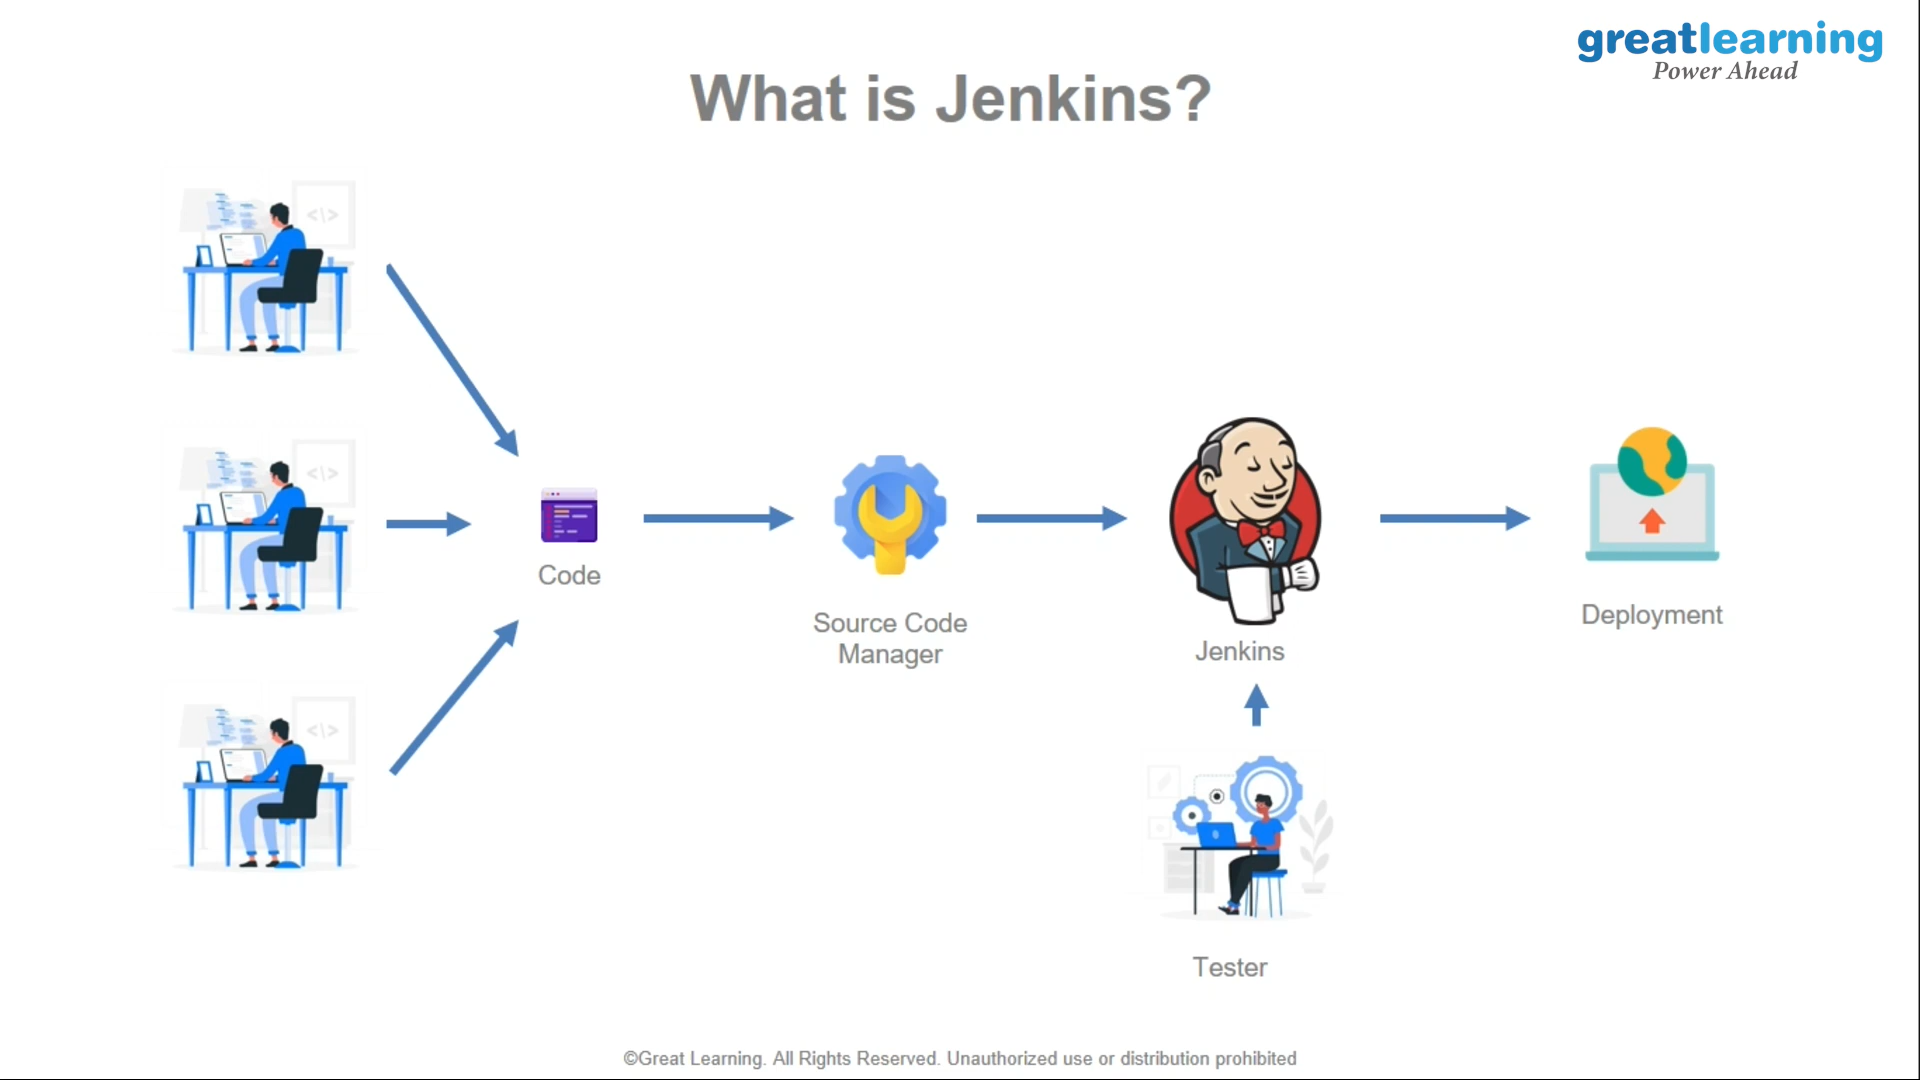 greatlearning
Power Ahead
What is Jenkins?
</>
</>
</>
Code
Source Code
Manager
Jenkins
Deployment
Tester
©Great Learning. All Rights Reserved. Unauthorized use or distribution prohibited